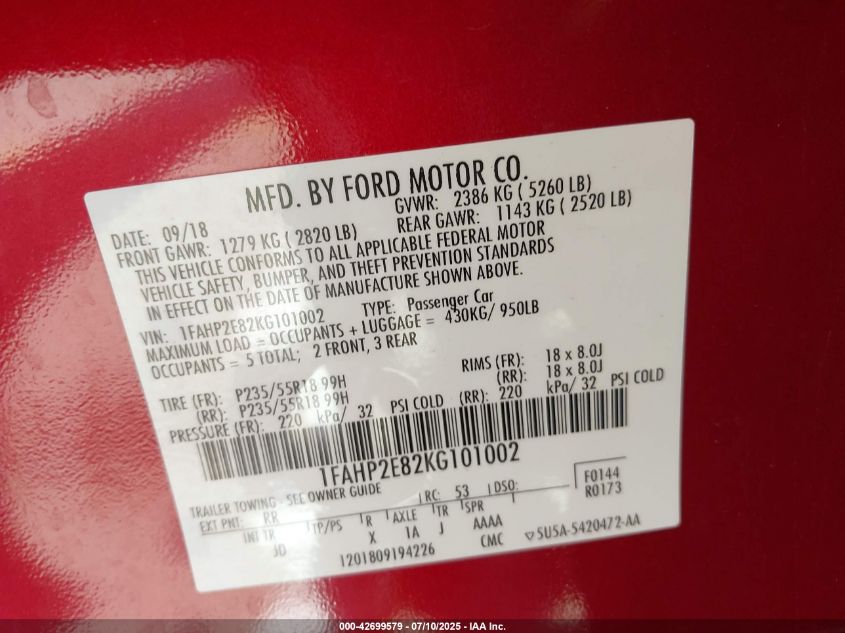 MFD. BY FORD MOTOR CO.
DATE: 09/18 GVWR: 2386 KG ( 5260 LB)
FRONT GAWR: 1279 KG ( 2820 LB) REAR GAWR: 1143 KG ( 2520 LB)
THIS VEHICLE CONFORMS TO ALL APPLICABLE FEDERAL MOTOR
VEHICLE SAFETY, BUMPER, AND THEFT PREVENTION STANDARDS
IN EFFECT ON THE DATE OF MANUFACTURE SHOWN ABOVE.
VIN: 1FAHP2E82KG101002 TYPE: Passenger Car
MAXIMUM LOAD = OCCUPANTS + LUGGAGE = 430KG/ 950LB
OCCUPANTS = 5 TOTAL; 2 FRONT, 3 REAR
TIRE (FR): P235/55R18 99H RIMS (FR): 18 x 8.0J
(RR): P235/55R18 99H (RR): 18 x 8.0J
PRESSURE (FR): 220 kPa/ 32 PSI COLD (RR): 220 kPa/ 32 PSI COLD
1FAHP2E82KG101002
TRAILER TOWING - SEE OWNER GUIDE RC: 53 DSO: F0144
EXT PNT: RR R0173
INT TR TP/PS R AXLE TR SPR
JD X 1A J AAAA
1201809194226 CMC 5U5A-5420472-AA
000-42699579 - 07/10/2025 - IAA Inc.